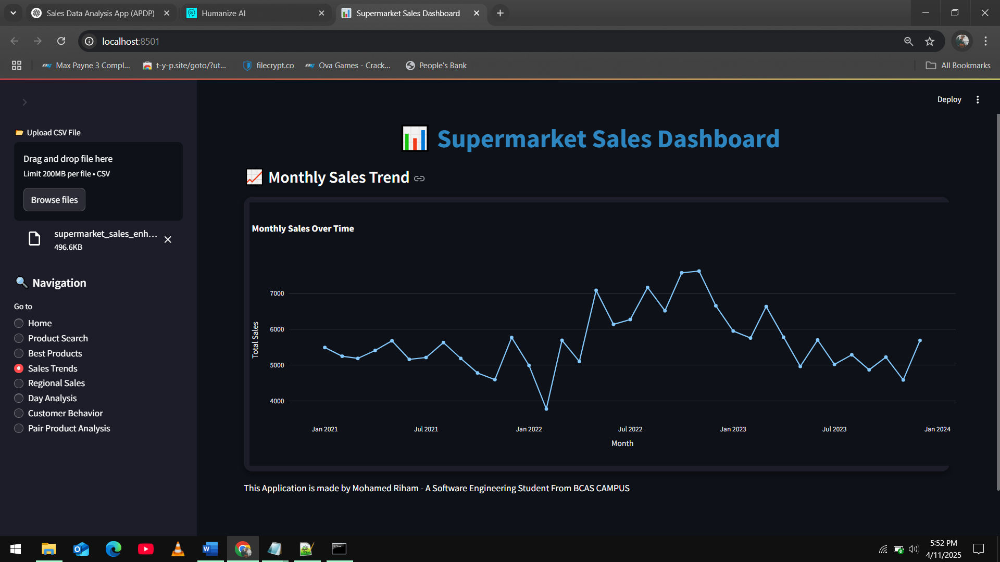 Sales Data Analysis App (APDP)
Humanize AI
Supermarket Sales Dashboard
localhost:8501
Max Payne 3 Compl...
t-y-p.site/goto/?ut...
filecrypt.co
Ova Games - Crack...
People's Bank
All Bookmarks
Deploy
Upload CSV File
Drag and drop file here
Limit 200MB per file • CSV
Browse files
supermarket_sales_enh...
496.6KB
Navigation
Go to
Home
Product Search
Best Products
Sales Trends
Regional Sales
Day Analysis
Customer Behavior
Pair Product Analysis
Supermarket Sales Dashboard
Monthly Sales Trend
Monthly Sales Over Time
7000
6000
5000
4000
Total Sales
Jan 2021
Jul 2021
Jan 2022
Jul 2022
Jan 2023
Jul 2023
Jan 2024
Month
This Application is made by Mohamed Riham - A Software Engineering Student From BCAS CAMPUS
5:52 PM
4/11/2025